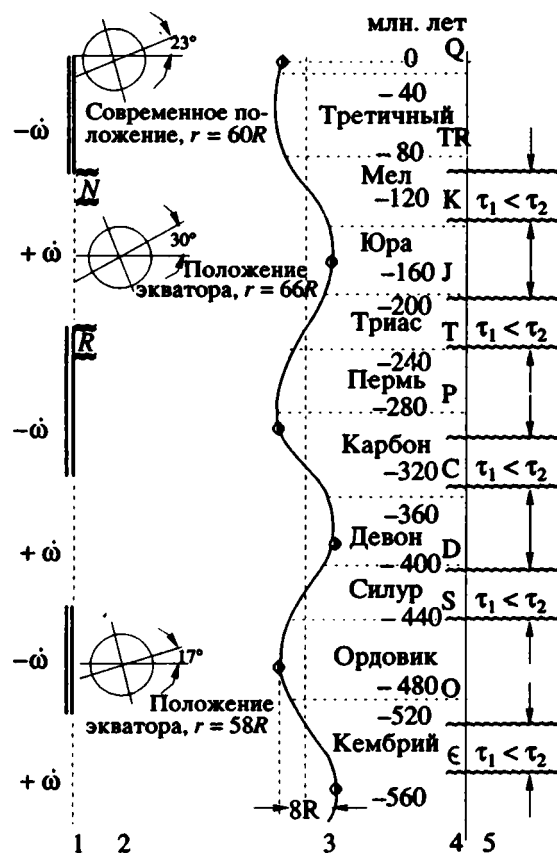 млн. лет
0 Q
23°
Современное по-
ложение, r = 60R
– 40
Третичный
TR
– 80
–ω̇
N
Мел
–120 K τ₁ < τ₂
+ ω̇
30°
Положение
экватора, r = 66R
Юра
–160 J
–200
R
Триас
T τ₁ < τ₂
–240
Пермь
P
–280
–ω̇
Карбон
–320 C τ₁ < τ₂
–360
+ ω̇
Девон D
–400
Силур S τ₁ < τ₂
– 440
–ω̇
17°
Положение
экватора, r = 58R
Ордовик
– 480 O
–520
Кембрий ϵ τ₁ < τ₂
+ ω̇
8R
–560
1 2 3 4 5